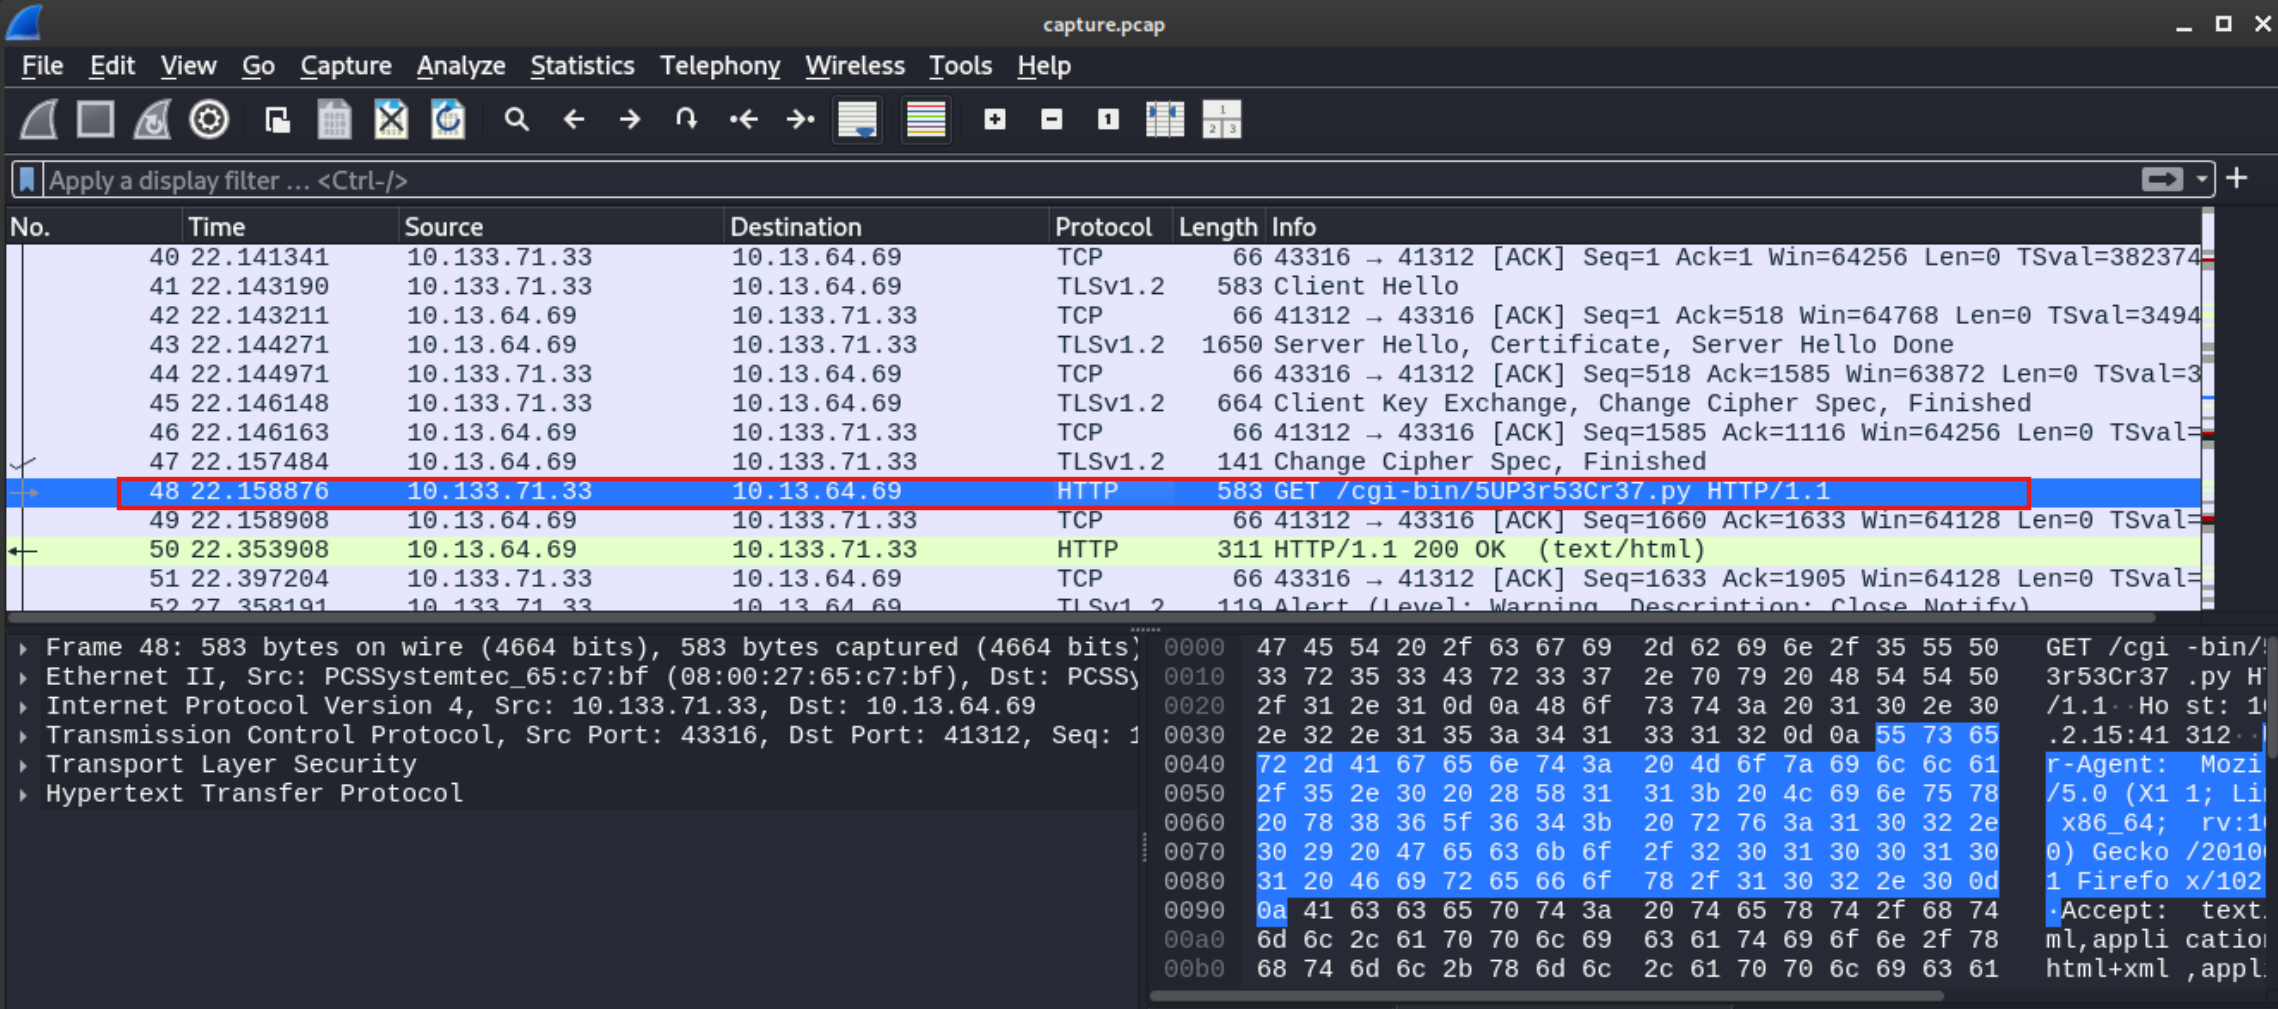 capture.pcap
File Edit View Go Capture Analyze Statistics Telephony Wireless Tools Help
Apply a display filter … <Ctrl-/>
No. Time Source Destination Protocol Length Info
40 22.141341 10.133.71.33 10.13.64.69 TCP 66 43316 → 41312 [ACK] Seq=1 Ack=1 Win=64256 Len=0 TSval=382374
41 22.143190 10.133.71.33 10.13.64.69 TLSv1.2 583 Client Hello
42 22.143211 10.13.64.69 10.133.71.33 TCP 66 41312 → 43316 [ACK] Seq=1 Ack=518 Win=64768 Len=0 TSval=3494
43 22.144271 10.13.64.69 10.133.71.33 TLSv1.2 1650 Server Hello, Certificate, Server Hello Done
44 22.144971 10.133.71.33 10.13.64.69 TCP 66 43316 → 41312 [ACK] Seq=518 Ack=1585 Win=63872 Len=0 TSval=3
45 22.146148 10.133.71.33 10.13.64.69 TLSv1.2 664 Client Key Exchange, Change Cipher Spec, Finished
46 22.146163 10.13.64.69 10.133.71.33 TCP 66 41312 → 43316 [ACK] Seq=1585 Ack=1116 Win=64256 Len=0 TSval=
47 22.157484 10.13.64.69 10.133.71.33 TLSv1.2 141 Change Cipher Spec, Finished
48 22.158876 10.133.71.33 10.13.64.69 HTTP 583 GET /cgi-bin/5UP3r53Cr37.py HTTP/1.1
49 22.158908 10.13.64.69 10.133.71.33 TCP 66 41312 → 43316 [ACK] Seq=1660 Ack=1633 Win=64128 Len=0 TSval=
50 22.353908 10.13.64.69 10.133.71.33 HTTP 311 HTTP/1.1 200 OK (text/html)
51 22.397204 10.133.71.33 10.13.64.69 TCP 66 43316 → 41312 [ACK] Seq=1633 Ack=1905 Win=64128 Len=0 TSval=
52 27.358191 10.133.71.33 10.13.64.69 TLSv1.2 119 Alert (Level: Warning, Description: Close Notify)
Frame 48: 583 bytes on wire (4664 bits), 583 bytes captured (4664 bits)
Ethernet II, Src: PCSSystemtec_65:c7:bf (08:00:27:65:c7:bf), Dst: PCSSy
Internet Protocol Version 4, Src: 10.133.71.33, Dst: 10.13.64.69
Transmission Control Protocol, Src Port: 43316, Dst Port: 41312, Seq: 1
Transport Layer Security
Hypertext Transfer Protocol
0000 47 45 54 20 2f 63 67 69 2d 62 69 6e 2f 35 55 50 GET /cgi -bin/5
0010 33 72 35 33 43 72 33 37 2e 70 79 20 48 54 54 50 3r53Cr37 .py HT
0020 2f 31 2e 31 0d 0a 48 6f 73 74 3a 20 31 30 2e 30 /1.1··Ho st: 10
0030 2e 32 2e 31 35 3a 34 31 33 31 32 0d 0a 55 73 65 .2.15:41 312··
0040 72 2d 41 67 65 6e 74 3a 20 4d 6f 7a 69 6c 6c 61 r-Agent: Mozi
0050 2f 35 2e 30 20 28 58 31 31 3b 20 4c 69 6e 75 78 /5.0 (X1 1; Lin
0060 20 78 38 36 5f 36 34 3b 20 72 76 3a 31 30 32 2e x86_64; rv:10
0070 30 29 20 47 65 63 6b 6f 2f 32 30 31 30 30 31 30 0) Gecko /20100
0080 31 20 46 69 72 65 66 6f 78 2f 31 30 32 2e 30 0d 1 Firefo x/102
0090 0a 41 63 63 65 70 74 3a 20 74 65 78 74 2f 68 74 ·Accept: text/
00a0 6d 6c 2c 61 70 70 6c 69 63 61 74 69 6f 6e 2f 78 ml,appli cation
00b0 68 74 6d 6c 2b 78 6d 6c 2c 61 70 70 6c 69 63 61 html+xml ,appl